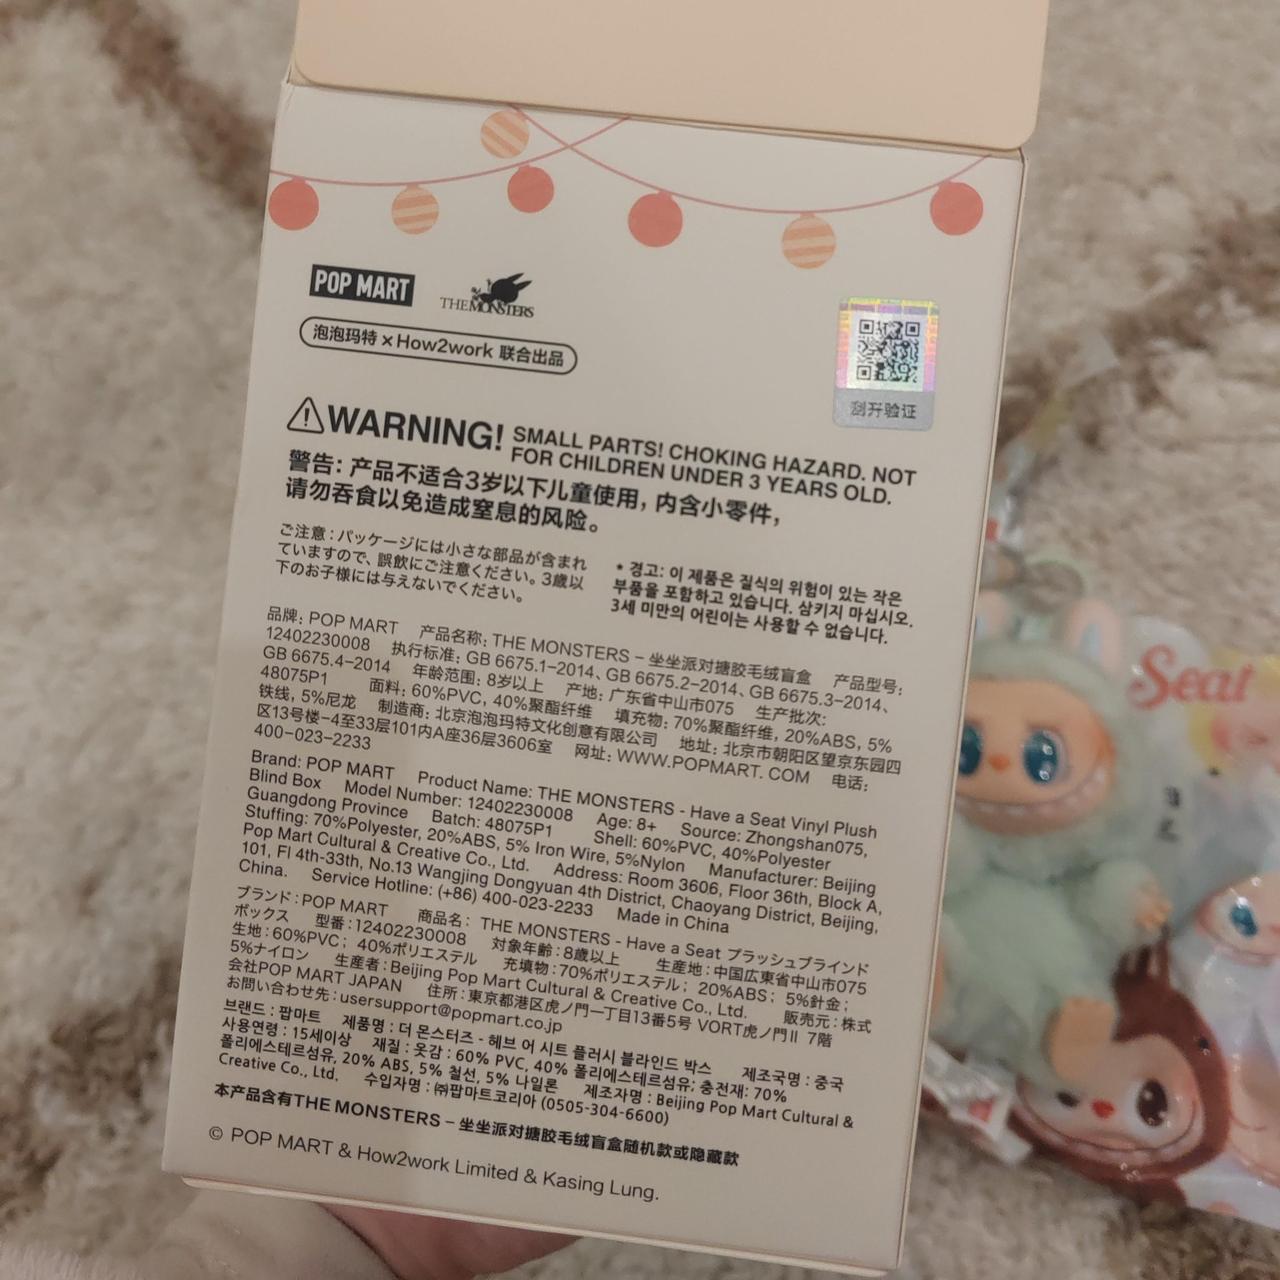 POP MART
THE MONSTERS
泡泡玛特 × How2work 联合出品
刮开验证
WARNING! SMALL PARTS! CHOKING HAZARD. NOT
FOR CHILDREN UNDER 3 YEARS OLD.
警告: 产品不适合3岁以下儿童使用, 内含小零件,
请勿吞食以免造成窒息的风险。
ご注意：パッケージには小さな部品が含まれ
ていますので、誤飲にご注意ください。3歳以
下のお子様には与えないでください。
* 경고: 이 제품은 질식의 위험이 있는 작은
부품을 포함하고 있습니다. 삼키지 마십시오.
3세 미만의 어린이는 사용할 수 없습니다.
品牌: POP MART 产品名称: THE MONSTERS – 坐坐派对搪胶毛绒盲盒 产品型号:
12402230008 执行标准: GB 6675.1–2014、GB 6675.2–2014、GB 6675.3–2014、
GB 6675.4–2014 年龄范围: 8岁以上 产地: 广东省中山市075 生产批次:
48075P1 面料: 60%PVC, 40%聚酯纤维 填充物: 70%聚酯纤维, 20%ABS, 5%
铁线, 5%尼龙 制造商: 北京泡泡玛特文化创意有限公司 地址: 北京市朝阳区望京东园四
区13号楼–4至33层101内A座36层3606室 网址: WWW.POPMART. COM 电话:
400–023–2233
Brand: POP MART Product Name: THE MONSTERS - Have a Seat Vinyl Plush
Blind Box Model Number: 12402230008 Age: 8+ Source: Zhongshan075,
Guangdong Province Batch: 48075P1 Shell: 60%PVC, 40%Polyester
Stuffing: 70%Polyester, 20%ABS, 5% Iron Wire, 5%Nylon Manufacturer: Beijing
Pop Mart Cultural & Creative Co., Ltd. Address: Room 3606, Floor 36th, Block A,
101, Fl 4th-33th, No.13 Wangjing Dongyuan 4th District, Chaoyang District, Beijing,
China. Service Hotline: (+86) 400-023-2233 Made in China
ブランド：POP MART 商品名： THE MONSTERS - Have a Seat プラッシュブラインド
ボックス 型番：12402230008 対象年齢：8歳以上 生産地：中国広東省中山市075
生地：60%PVC； 40%ポリエステル 充填物：70%ポリエステル； 20%ABS； 5%針金；
5%ナイロン 生産者：Beijing Pop Mart Cultural & Creative Co., Ltd. 販売元：株式
会社POP MART JAPAN 住所：東京都港区虎ノ門一丁目13番5号 VORT虎ノ門Ⅱ 7階
お問い合わせ先：usersupport@popmart.co.jp
브랜드 : 팝마트 제품명 : 더 몬스터즈 - 헤브 어 시트 플러시 블라인드 박스 제조국명 : 중국
사용연령 : 15세이상 재질 : 옷감 : 60% PVC, 40% 폴리에스테르섬유; 충전재: 70%
폴리에스테르섬유, 20% ABS, 5% 철선, 5% 나일론 제조자명 : Beijing Pop Mart Cultural &
Creative Co., Ltd. 수입자명 : ㈜팝마트코리아 (0505-304-6600)
本产品含有THE MONSTERS – 坐坐派对搪胶毛绒盲盒随机款或隐藏款
© POP MART & How2work Limited & Kasing Lung.
Seat